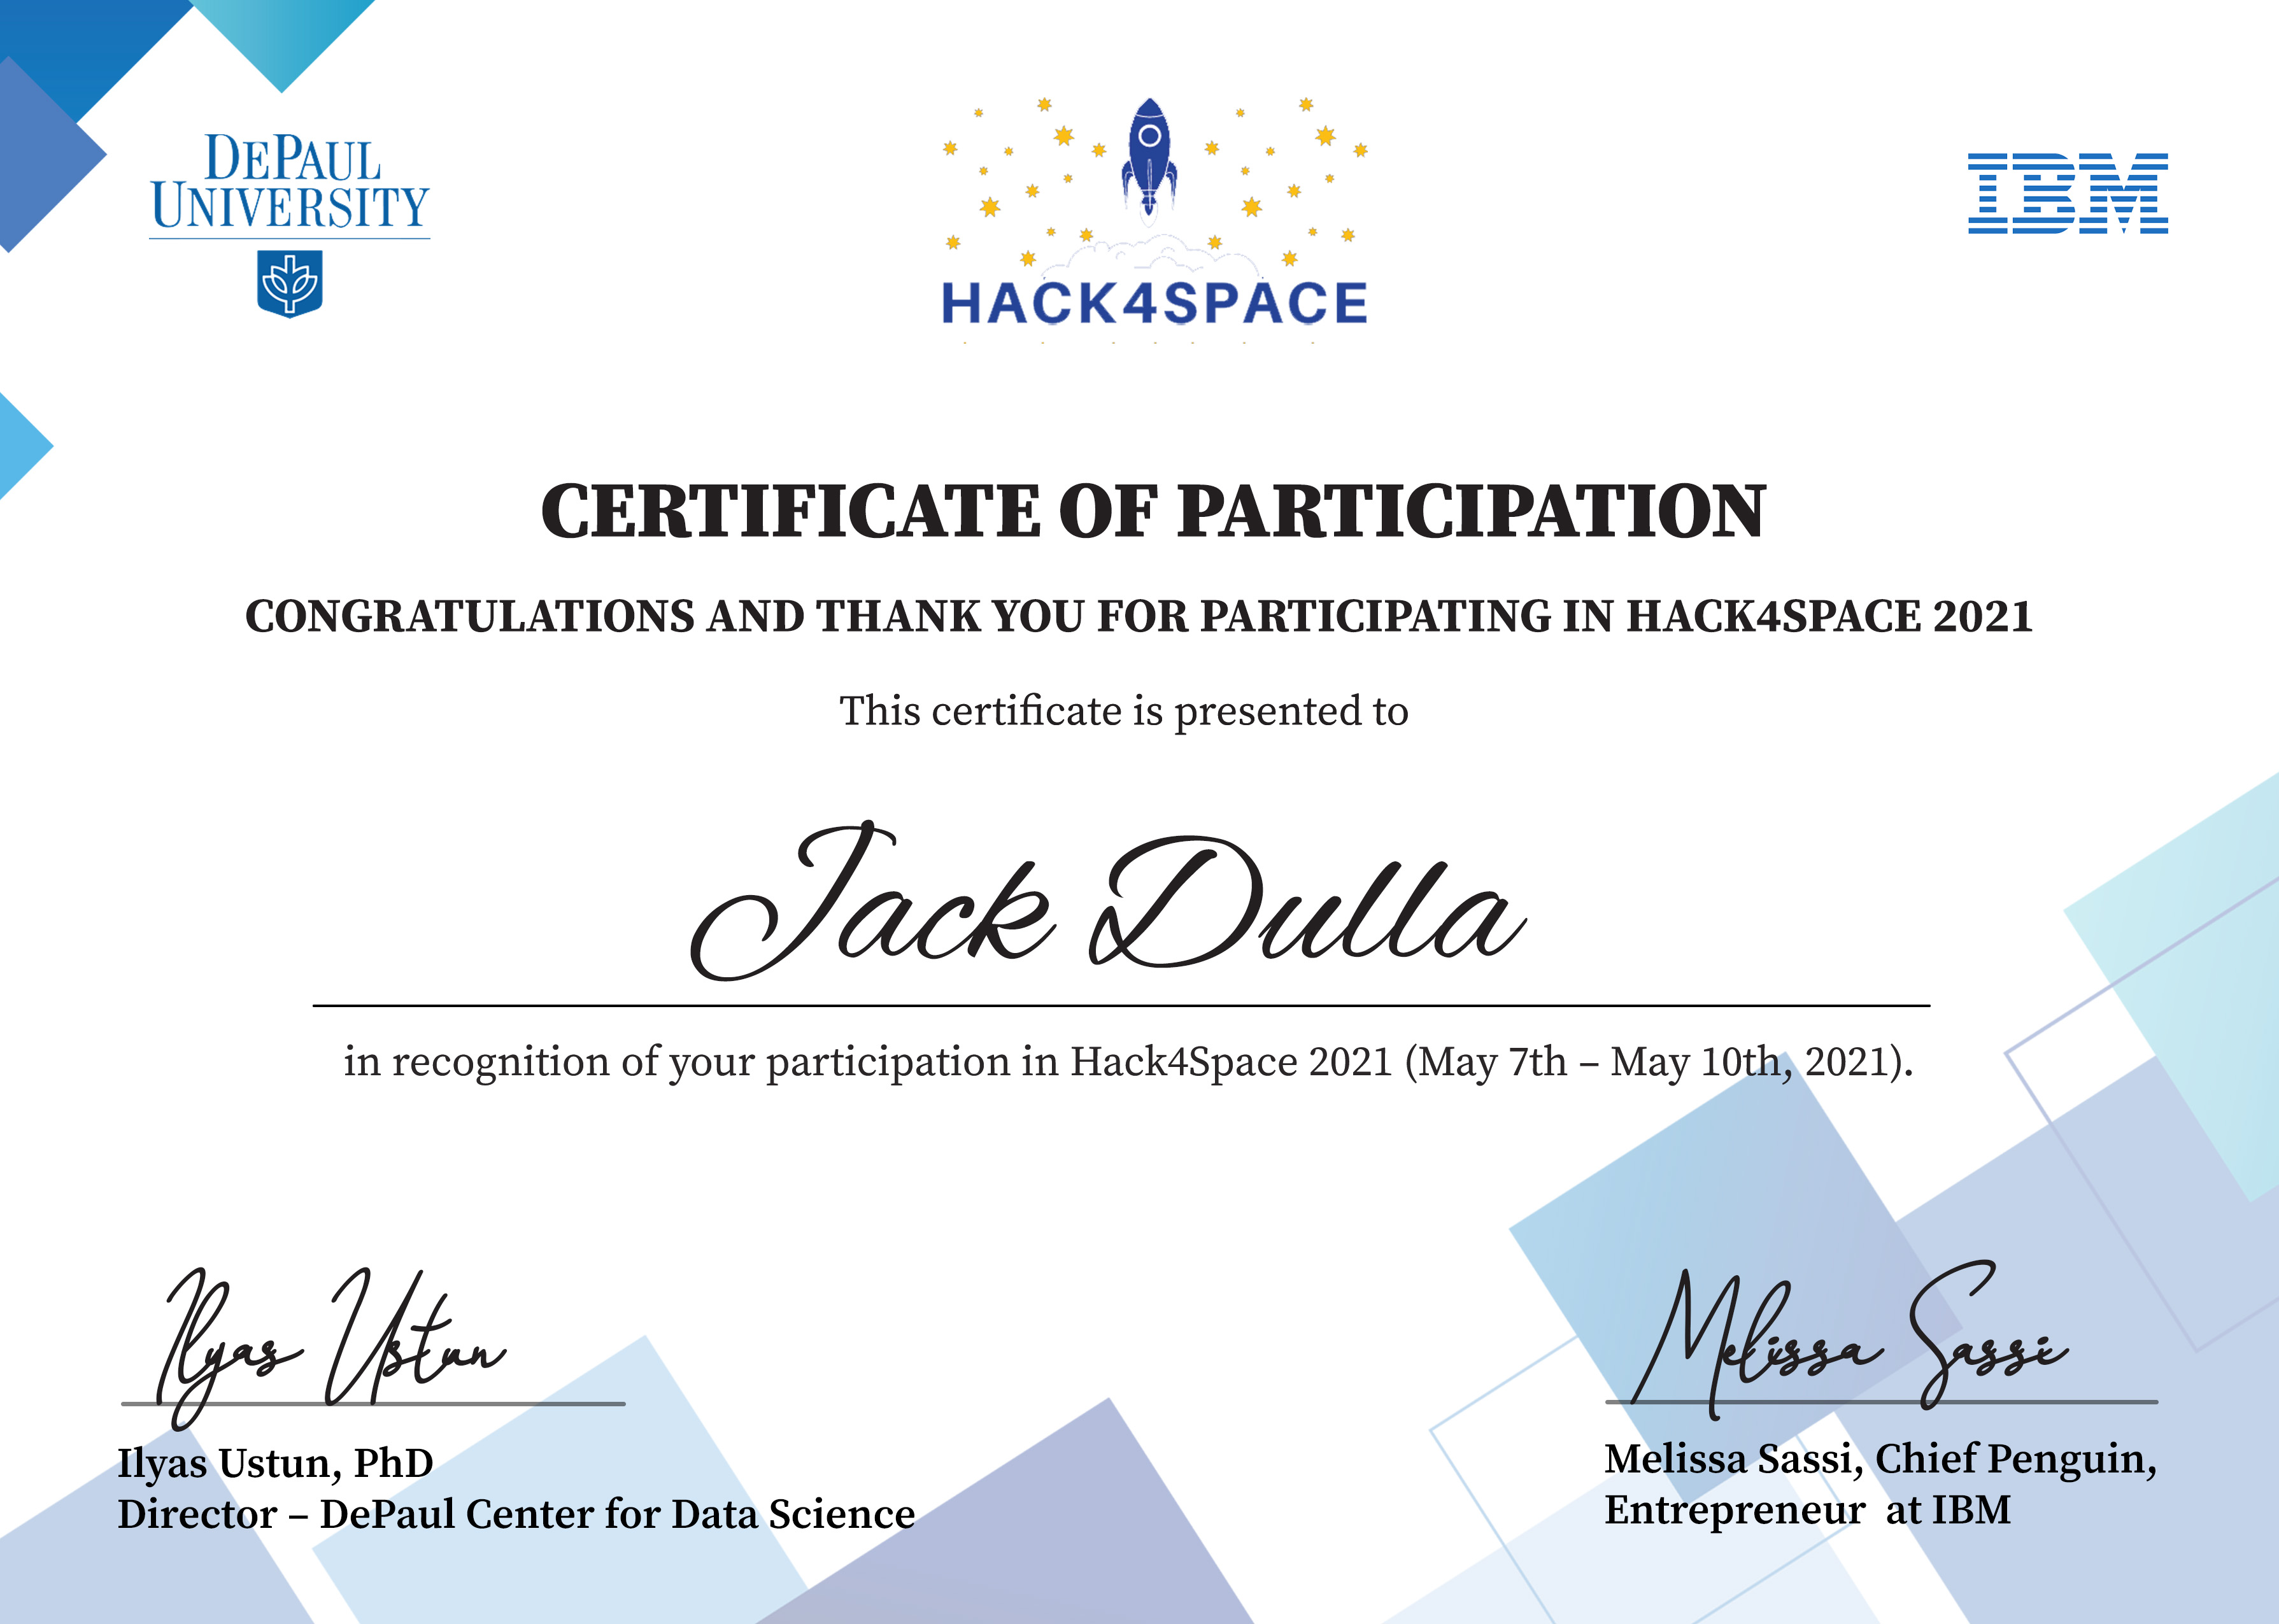 DEPAUL
UNIVERSITY
HACK4SPACE
IBM
CERTIFICATE OF PARTICIPATION
CONGRATULATIONS AND THANK YOU FOR PARTICIPATING IN HACK4SPACE 2021
This certificate is presented to
Jack Dulla
in recognition of your participation in Hack4Space 2021 (May 7th – May 10th, 2021).
Ilyas Ustun
Ilyas Ustun, PhD
Director – DePaul Center for Data Science
Melissa Sassi
Melissa Sassi, Chief Penguin,
Entrepreneur  at IBM